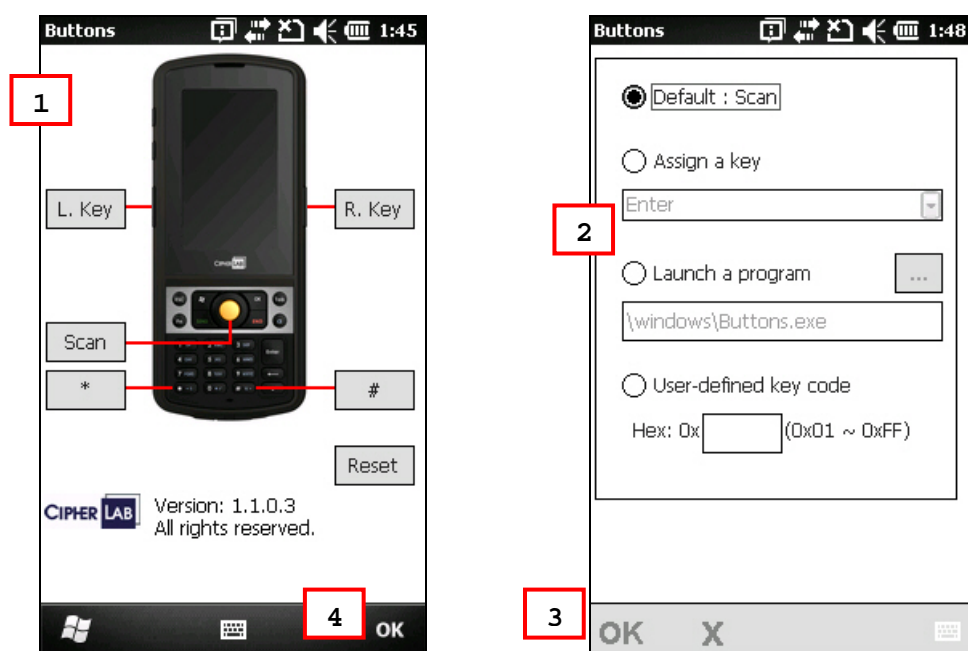 Buttons 1:45
1
L. Key
R. Key
CIPHERLAB
Scan
*
#
Reset
CIPHER LAB
Version: 1.1.0.3
All rights reserved.
4
OK
Buttons 1:48
Default : Scan
Assign a key
Enter
2
Launch a program
...
\windows\Buttons.exe
User-defined key code
Hex: 0x (0x01 ~ 0xFF)
3
OK X